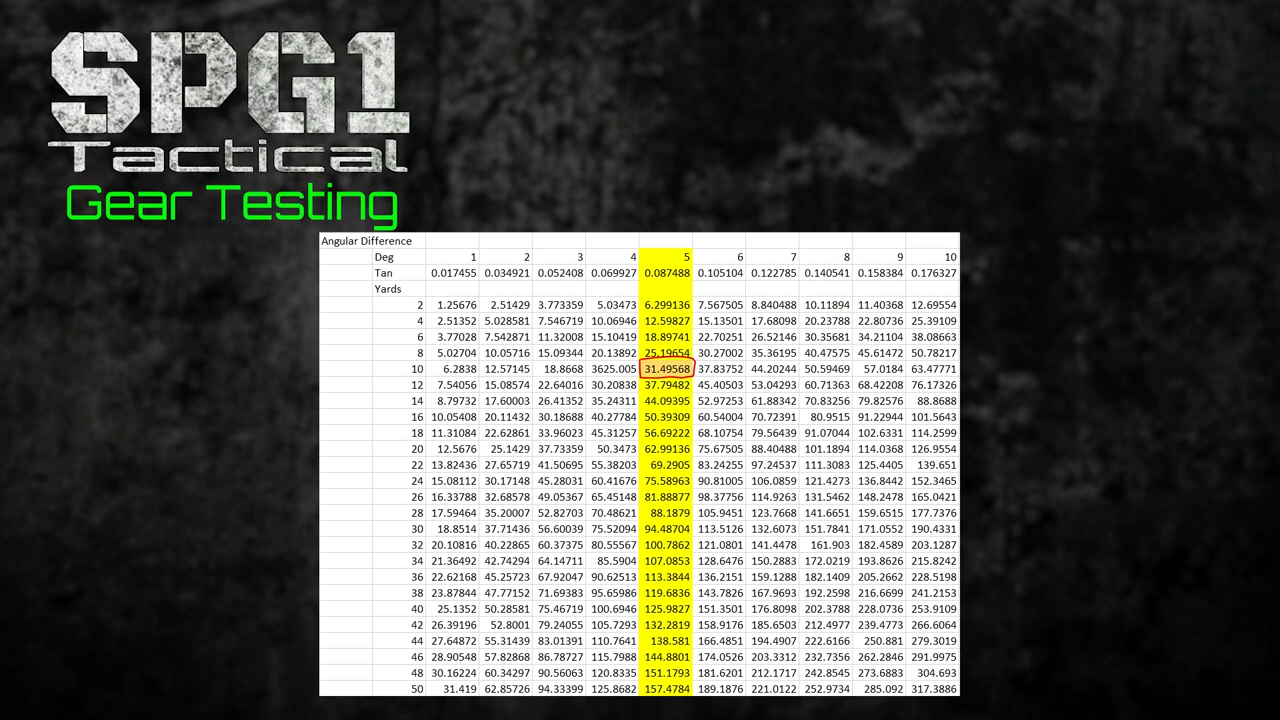 SPG1
Tactical
Gear Testing
Angular Difference
Deg 1 2 3 4 5 6 7 8 9 10
Tan 0.017455 0.034921 0.052408 0.069927 0.087488 0.105104 0.122785 0.140541 0.158384 0.176327
Yards
2 1.25676 2.51429 3.773359 5.03473 6.299136 7.567505 8.840488 10.11894 11.40368 12.69554
4 2.51352 5.028581 7.546719 10.06946 12.59827 15.13501 17.68098 20.23788 22.80736 25.39109
6 3.77028 7.542871 11.32008 15.10419 18.89741 22.70251 26.52146 30.35681 34.21104 38.08663
8 5.02704 10.05716 15.09344 20.13892 25.19654 30.27002 35.36195 40.47575 45.61472 50.78217
10 6.2838 12.57145 18.8668 3625.005 31.49568 37.83752 44.20244 50.59469 57.0184 63.47771
12 7.54056 15.08574 22.64016 30.20838 37.79482 45.40503 53.04293 60.71363 68.42208 76.17326
14 8.79732 17.60003 26.41352 35.24311 44.09395 52.97253 61.88342 70.83256 79.82576 88.8688
16 10.05408 20.11432 30.18688 40.27784 50.39309 60.54004 70.72391 80.9515 91.22944 101.5643
18 11.31084 22.62861 33.96023 45.31257 56.69222 68.10754 79.56439 91.07044 102.6331 114.2599
20 12.5676 25.1429 37.73359 50.3473 62.99136 75.67505 88.40488 101.1894 114.0368 126.9554
22 13.82436 27.65719 41.50695 55.38203 69.2905 83.24255 97.24537 111.3083 125.4405 139.651
24 15.08112 30.17148 45.28031 60.41676 75.58963 90.81005 106.0859 121.4273 136.8442 152.3465
26 16.33788 32.68578 49.05367 65.45148 81.88877 98.37756 114.9263 131.5462 148.2478 165.0421
28 17.59464 35.20007 52.82703 70.48621 88.1879 105.9451 123.7668 141.6651 159.6515 177.7376
30 18.8514 37.71436 56.60039 75.52094 94.48704 113.5126 132.6073 151.7841 171.0552 190.4331
32 20.10816 40.22865 60.37375 80.55567 100.7862 121.0801 141.4478 161.903 182.4589 203.1287
34 21.36492 42.74294 64.14711 85.5904 107.0853 128.6476 150.2883 172.0219 193.8626 215.8242
36 22.62168 45.25723 67.92047 90.62513 113.3844 136.2151 159.1288 182.1409 205.2662 228.5198
38 23.87844 47.77152 71.69383 95.65986 119.6836 143.7826 167.9693 192.2598 216.6699 241.2153
40 25.1352 50.28581 75.46719 100.6946 125.9827 151.3501 176.8098 202.3788 228.0736 253.9109
42 26.39196 52.8001 79.24055 105.7293 132.2819 158.9176 185.6503 212.4977 239.4773 266.6064
44 27.64872 55.31439 83.01391 110.7641 138.581 166.4851 194.4907 222.6166 250.881 279.3019
46 28.90548 57.82868 86.78727 115.7988 144.8801 174.0526 203.3312 232.7356 262.2846 291.9975
48 30.16224 60.34297 90.56063 120.8335 151.1793 181.6201 212.1717 242.8545 273.6883 304.693
50 31.419 62.85726 94.33399 125.8682 157.4784 189.1876 221.0122 252.9734 285.092 317.3886